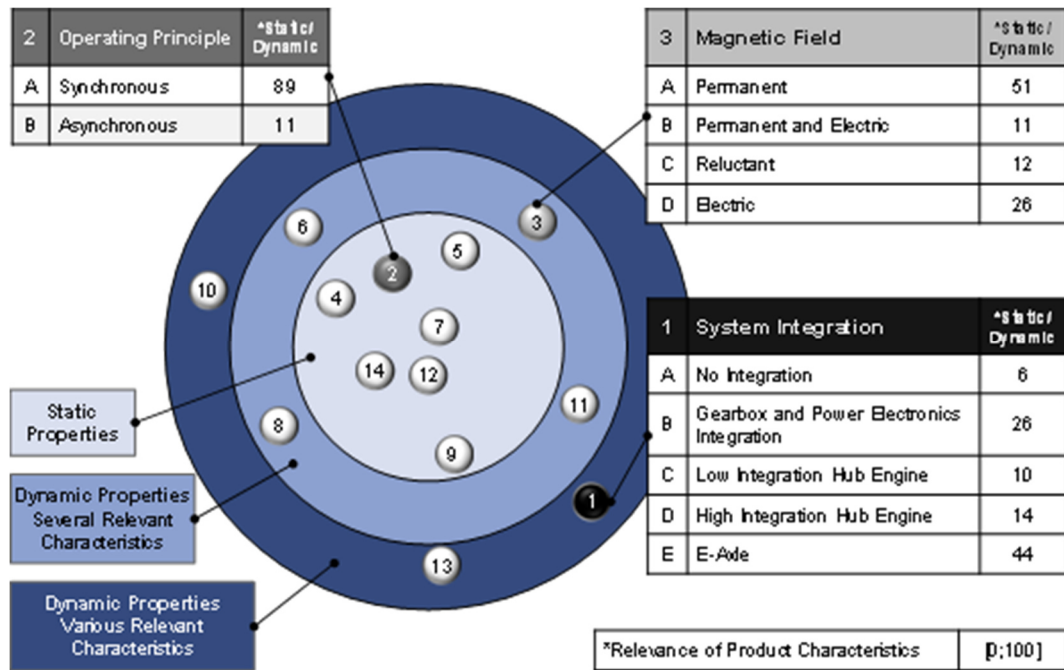 2 Operating Principle *Static/ Dynamic
A Synchronous 89
B Asynchronous 11
3 Magnetic Field *Static/ Dynamic
A Permanent 51
B Permanent and Electric 11
C Reluctant 12
D Electric 26
6
5
3
2
10
4
7
14
12
11
8
9
1
13
1 System Integration *Static/ Dynamic
A No Integration 6
B Gearbox and Power Electronics
Integration 26
C Low Integration Hub Engine 10
D High Integration Hub Engine 14
E E-Axle 44
Static
Properties
Dynamic Properties
Several Relevant
Characteristics
Dynamic Properties
Various Relevant
Characteristics
*Relevance of Product Characteristics [0;100]